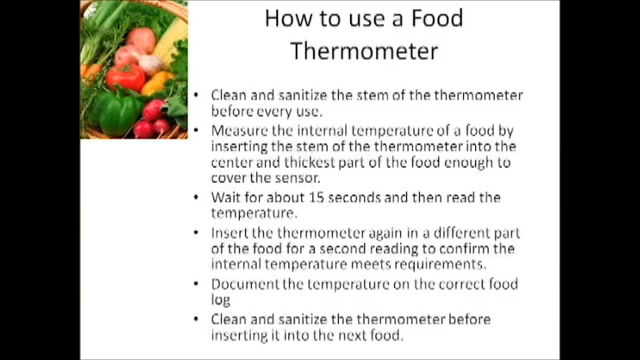 How to use a Food
Thermometer
• Clean and sanitize the stem of the thermometer
before every use.
• Measure the internal temperature of a food by
inserting the stem of the thermometer into the
center and thickest part of the food enough to
cover the sensor.
• Wait for about 15 seconds and then read the
temperature.
• Insert the thermometer again in a different part
of the food for a second reading to confirm the
internal temperature meets requirements.
• Document the temperature on the correct food
log
• Clean and sanitize the thermometer before
inserting it into the next food.